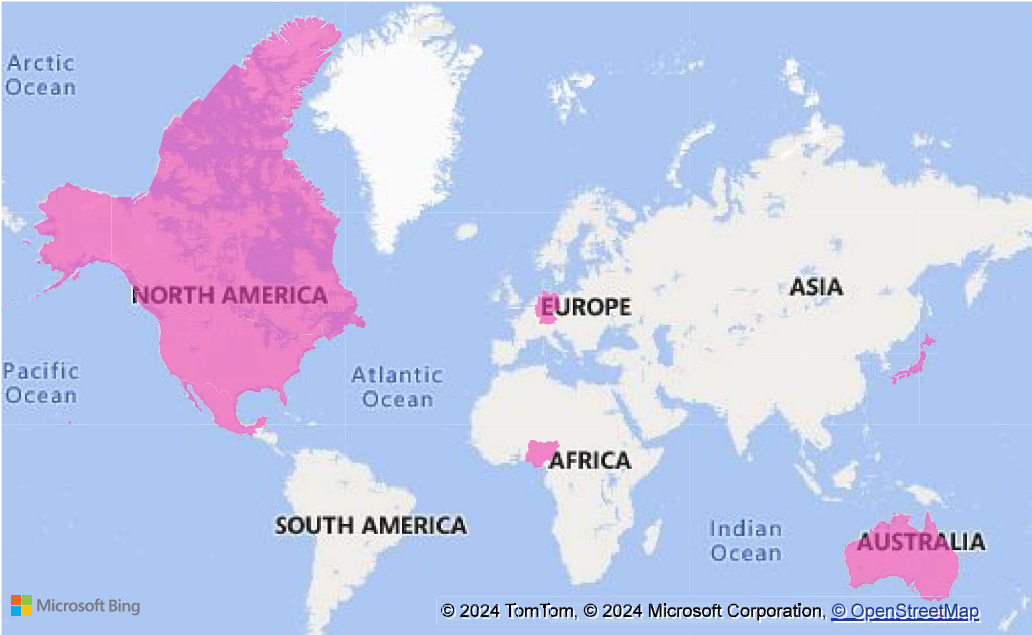 Arctic
Ocean
NORTH AMERICA
EUROPE
ASIA
Pacific
Ocean
Atlantic
Ocean
AFRICA
SOUTH AMERICA
Indian
Ocean
AUSTRALIA
Microsoft Bing
© 2024 TomTom, © 2024 Microsoft Corporation, © OpenStreetMap